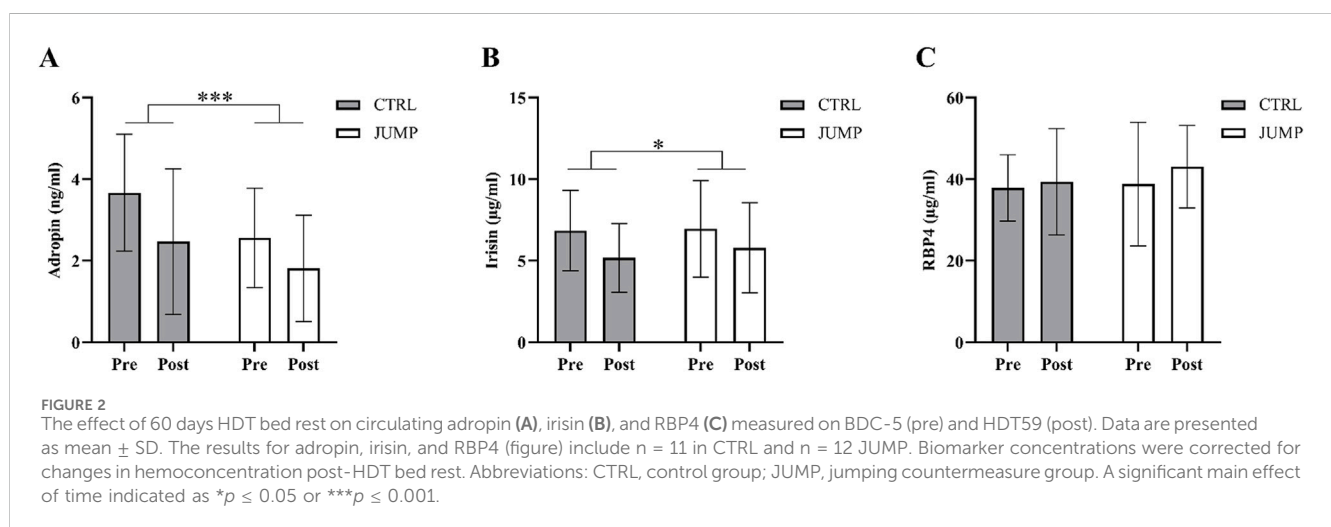 A
Adropin (ng/ml)
6
4
2
0
***
CTRL
JUMP
Pre
Post
Pre
Post
B
Irisin (µg/ml)
15
10
5
0
*
CTRL
JUMP
Pre
Post
Pre
Post
C
RBP4 (µg/ml)
60
40
20
0
CTRL
JUMP
Pre
Post
Pre
Post
FIGURE 2
The effect of 60 days HDT bed rest on circulating adropin (A), irisin (B), and RBP4 (C) measured on BDC-5 (pre) and HDT59 (post). Data are presented
as mean ± SD. The results for adropin, irisin, and RBP4 (figure) include n = 11 in CTRL and n = 12 JUMP. Biomarker concentrations were corrected for
changes in hemoconcentration post-HDT bed rest. Abbreviations: CTRL, control group; JUMP, jumping countermeasure group. A significant main effect
of time indicated as *p ≤ 0.05 or ***p ≤ 0.001.